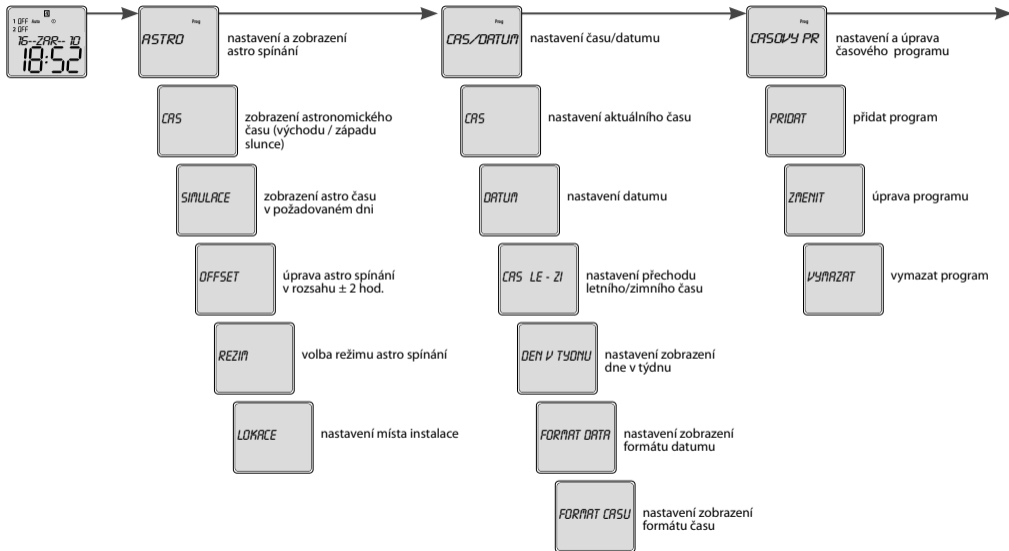 1 OFF Auto
2 OFF
16--ZAR-- 10
18:52
Prog
ASTRO
nastavení a zobrazení
astro spínání
CAS
zobrazení astronomického
času (východu / západu
slunce)
SIMULACE
zobrazení astro času
v požadovaném dni
OFFSET
úprava astro spínání
v rozsahu ± 2 hod.
REZIM
volba režimu astro spínání
LOKACE
nastavení místa instalace
Prog
CAS/DATUM
nastavení času/datumu
CAS
nastavení aktuálního času
DATUM
nastavení datumu
CAS LE - ZI
nastavení přechodu
letního/zimního času
DEN V TYDNU
nastavení zobrazení
dne v týdnu
FORMAT DATA
nastavení zobrazení
formátu datumu
FORMAT CASU
nastavení zobrazení
formátu času
Prog
CASOVY PR
nastavení a úprava
časového programu
PRIDAT
přidat program
ZMENIT
úprava programu
VYMAZAT
vymazat program